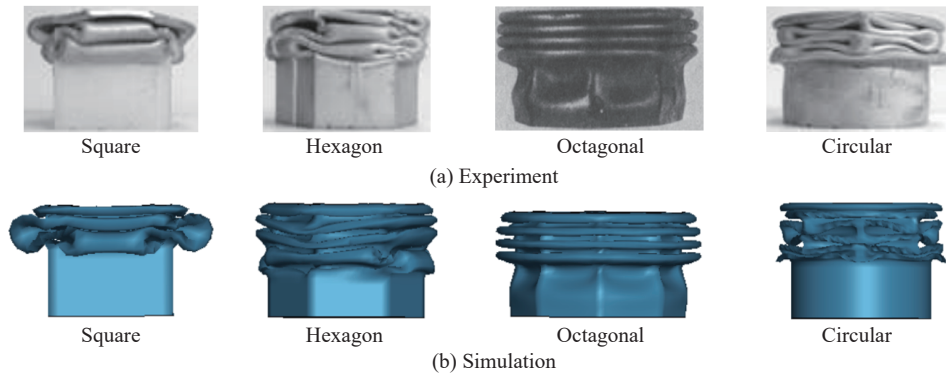 Square Hexagon Octagonal Circular
(a) Experiment
Square Hexagon Octagonal Circular
(b) Simulation